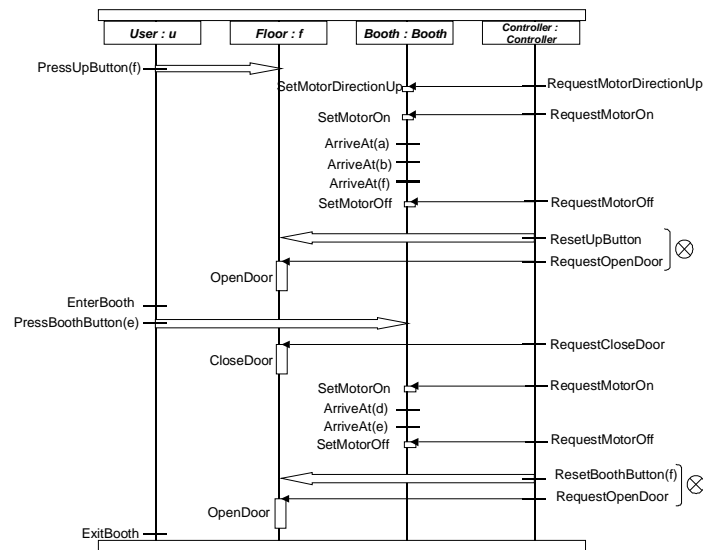 User : u
Floor : f
Booth : Booth
Controller :
Controller
PressUpButton(f)
SetMotorDirectionUp
RequestMotorDirectionUp
SetMotorOn
RequestMotorOn
ArriveAt(a)
ArriveAt(b)
ArriveAt(f)
SetMotorOff
RequestMotorOff
ResetUpButton
RequestOpenDoor
OpenDoor
EnterBooth
PressBoothButton(e)
RequestCloseDoor
CloseDoor
SetMotorOn
RequestMotorOn
ArriveAt(d)
ArriveAt(e)
SetMotorOff
RequestMotorOff
ResetBoothButton(f)
RequestOpenDoor
OpenDoor
ExitBooth